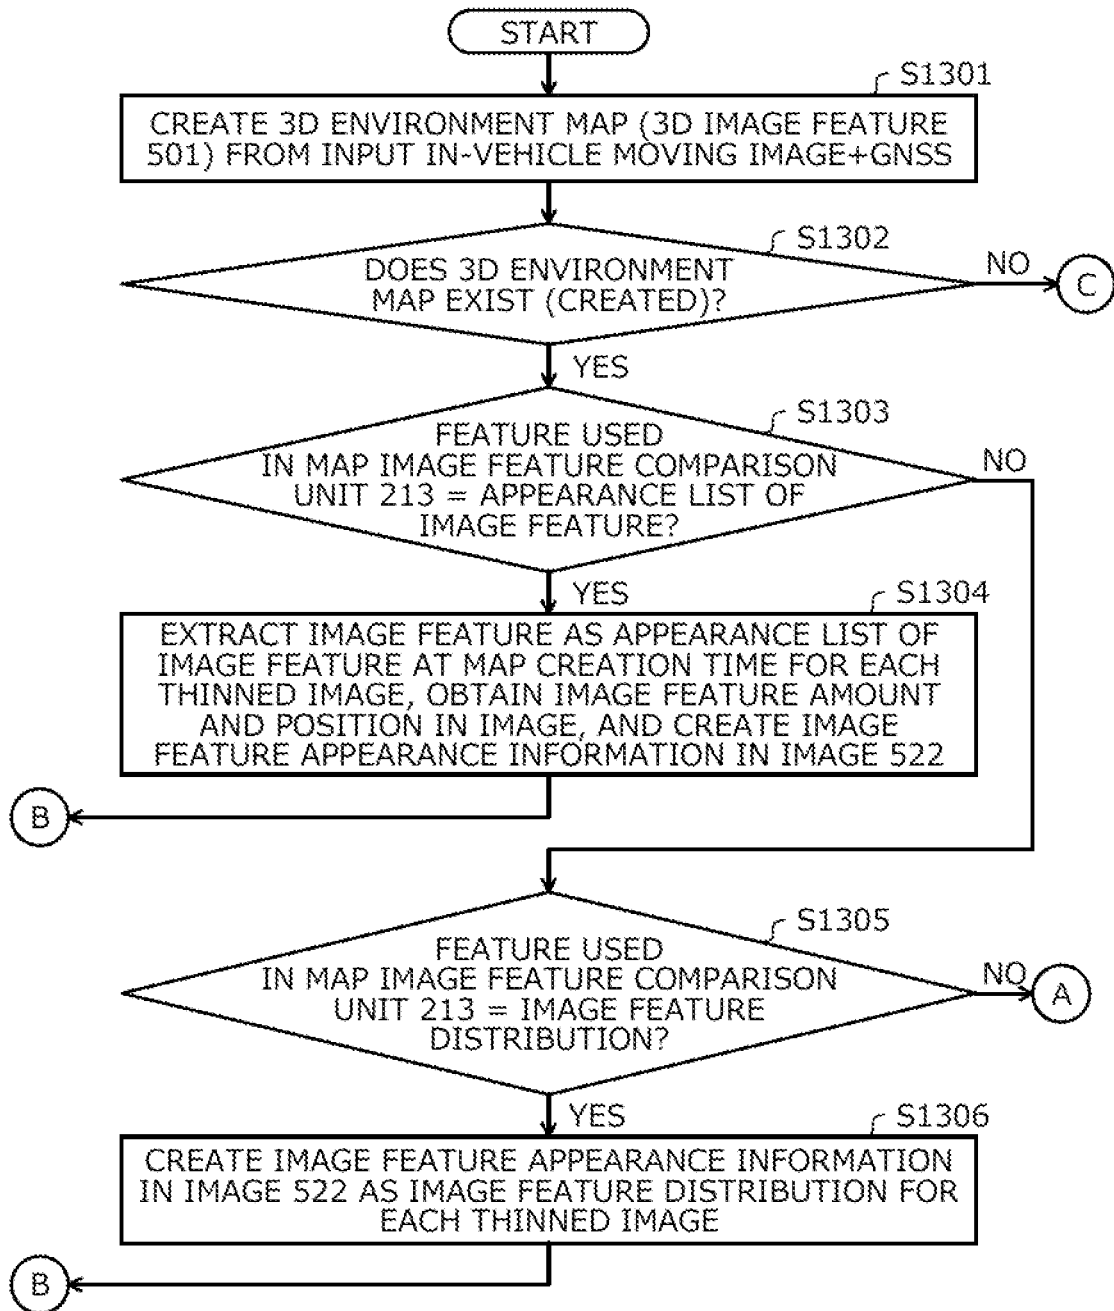 START
S1301
CREATE 3D ENVIRONMENT MAP (3D IMAGE FEATURE
501) FROM INPUT IN-VEHICLE MOVING IMAGE+GNSS
S1302
DOES 3D ENVIRONMENT
MAP EXIST (CREATED)?
NO
C
YES
S1303
FEATURE USED
IN MAP IMAGE FEATURE COMPARISON
UNIT 213 = APPEARANCE LIST OF
IMAGE FEATURE?
NO
YES
S1304
EXTRACT IMAGE FEATURE AS APPEARANCE LIST OF
IMAGE FEATURE AT MAP CREATION TIME FOR EACH
THINNED IMAGE, OBTAIN IMAGE FEATURE AMOUNT
AND POSITION IN IMAGE, AND CREATE IMAGE
FEATURE APPEARANCE INFORMATION IN IMAGE 522
B
S1305
FEATURE USED
IN MAP IMAGE FEATURE COMPARISON
UNIT 213 = IMAGE FEATURE
DISTRIBUTION?
NO
A
YES
S1306
CREATE IMAGE FEATURE APPEARANCE INFORMATION
IN IMAGE 522 AS IMAGE FEATURE DISTRIBUTION FOR
EACH THINNED IMAGE
B